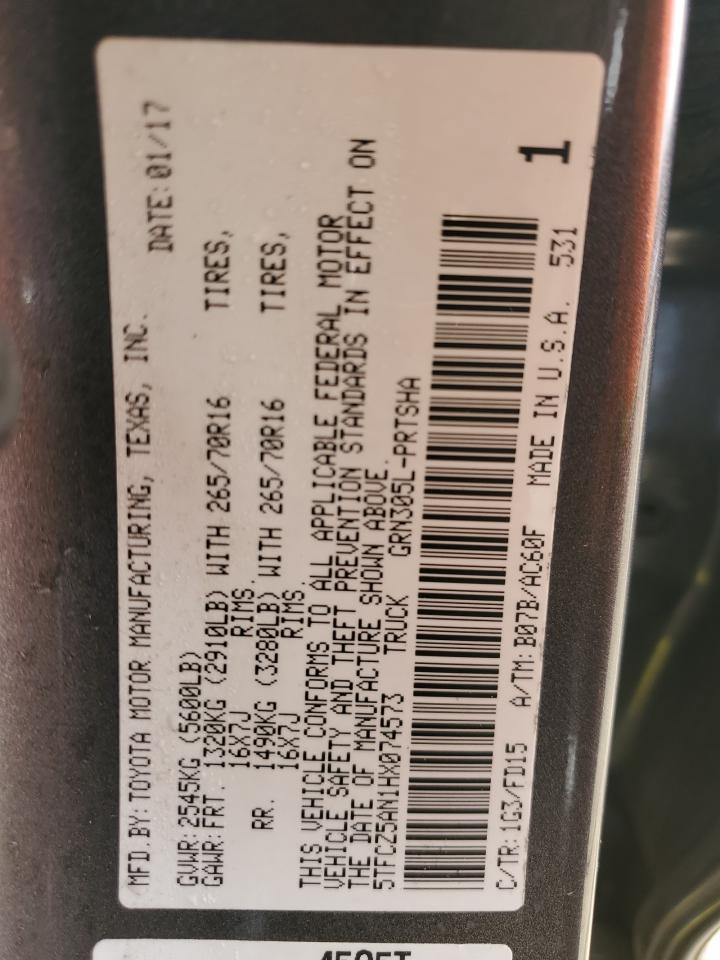 MFD.BY:TOYOTA MOTOR MANUFACTURING, TEXAS, INC. DATE:01/17
GVWR:2545KG (5600LB)
GAWR:FRT. 1320KG (2910LB) WITH 265/70R16 TIRES,
16X7J RIMS.
RR. 1490KG (3280LB) WITH 265/70R16 TIRES,
16X7J RIMS.
THIS VEHICLE CONFORMS TO ALL APPLICABLE FEDERAL MOTOR
VEHICLE SAFETY AND THEFT PREVENTION STANDARDS IN EFFECT ON
THE DATE OF MANUFACTURE SHOWN ABOVE.
5TFCZ5AN1HX074573 TRUCK GRN305L-PRTSHA
C/TR:1G3/FD15 A/TM:B07B/AC60F MADE IN U.S.A. 531
1